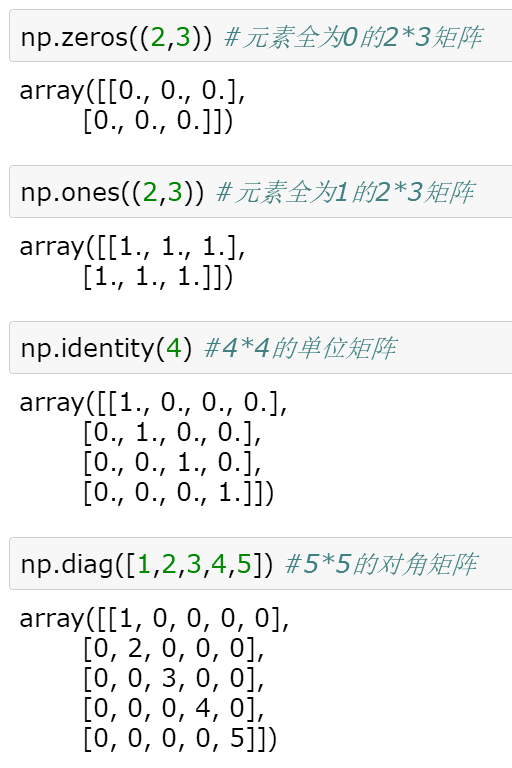 np.zeros((2,3)) #元素全为0的2*3矩阵
array([[0., 0., 0.],
[0., 0., 0.]])
np.ones((2,3)) #元素全为1的2*3矩阵
array([[1., 1., 1.],
[1., 1., 1.]])
np.identity(4) #4*4的单位矩阵
array([[1., 0., 0., 0.],
[0., 1., 0., 0.],
[0., 0., 1., 0.],
[0., 0., 0., 1.]])
np.diag([1,2,3,4,5]) #5*5的对角矩阵
array([[1, 0, 0, 0, 0],
[0, 2, 0, 0, 0],
[0, 0, 3, 0, 0],
[0, 0, 0, 4, 0],
[0, 0, 0, 0, 5]])